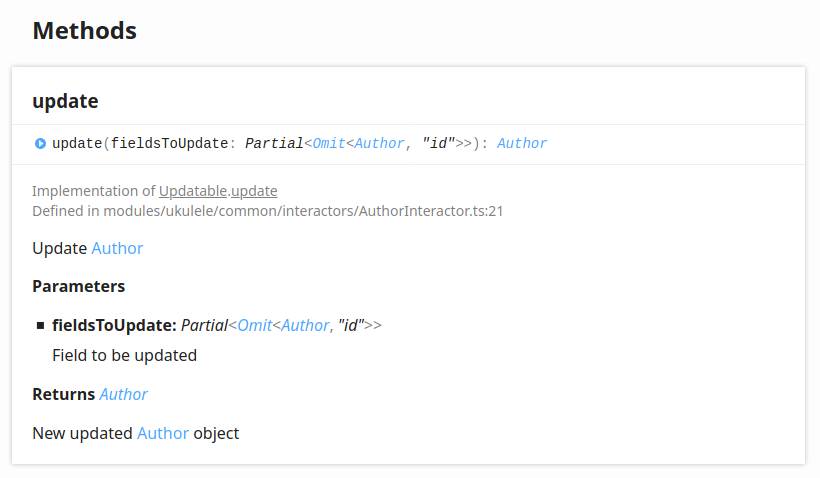 Methods
update
update(fieldsToUpdate: Partial<Omit<Author, "id">>): Author
Implementation of Updatable.update
Defined in modules/ukulele/common/interactors/AuthorInteractor.ts:21
Update Author
Parameters
fieldsToUpdate: Partial<Omit<Author, "id">>
Field to be updated
Returns Author
New updated Author object